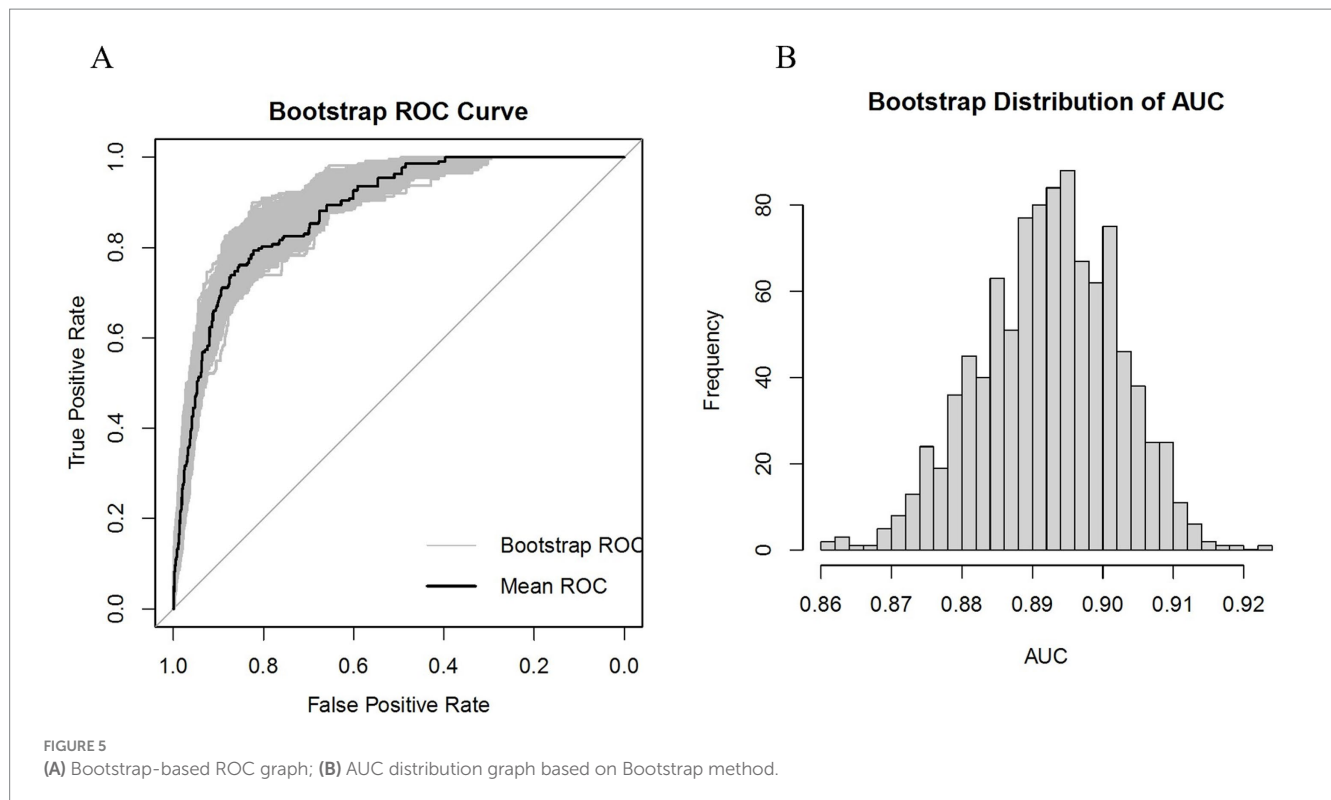 A
Bootstrap ROC Curve
True Positive Rate
1.0
0.8
0.6
0.4
0.2
0.0
Bootstrap ROC
Mean ROC
1.0 0.8 0.6 0.4 0.2 0.0
False Positive Rate
B
Bootstrap Distribution of AUC
Frequency
80
60
40
20
0
0.86 0.87 0.88 0.89 0.90 0.91 0.92
AUC
FIGURE 5
(A) Bootstrap-based ROC graph; (B) AUC distribution graph based on Bootstrap method.